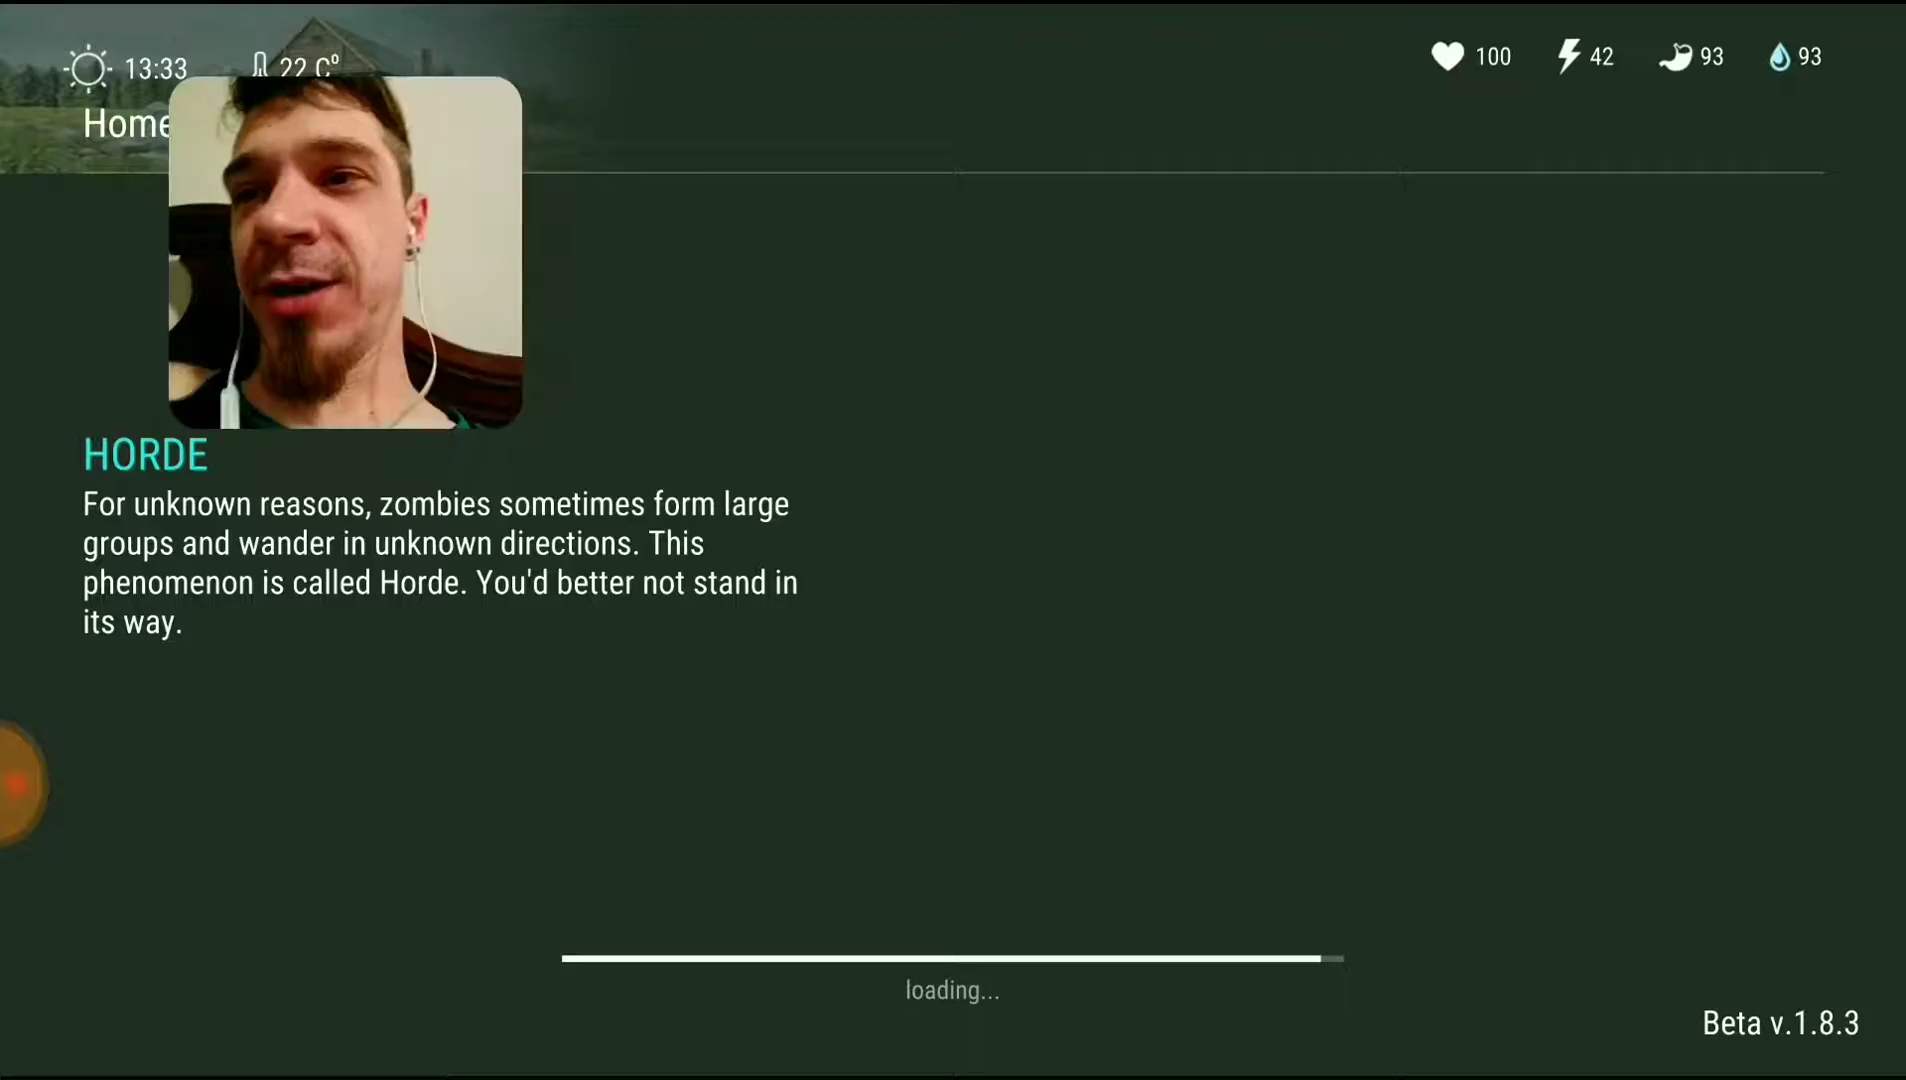 13:33 22 C° 100 42 93 93
Home
HORDE
For unknown reasons, zombies sometimes form large
groups and wander in unknown directions. This
phenomenon is called Horde. You'd better not stand in
its way.
loading...
Beta v.1.8.3